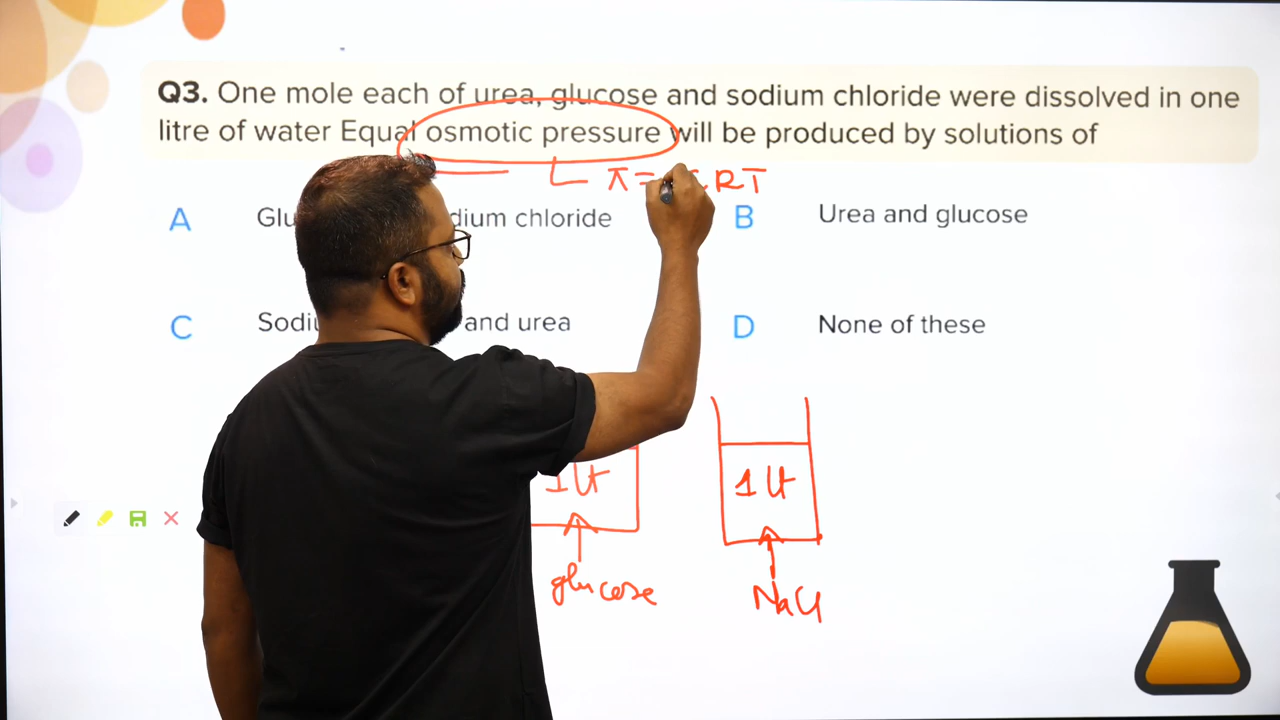 Q3. One mole each of urea, glucose and sodium chloride were dissolved in one
litre of water Equal osmotic pressure will be produced by solutions of
π= RT
A Glu dium chloride
B Urea and glucose
C Sodi and urea
D None of these
1 lt
1 lt
glucose
NaCl